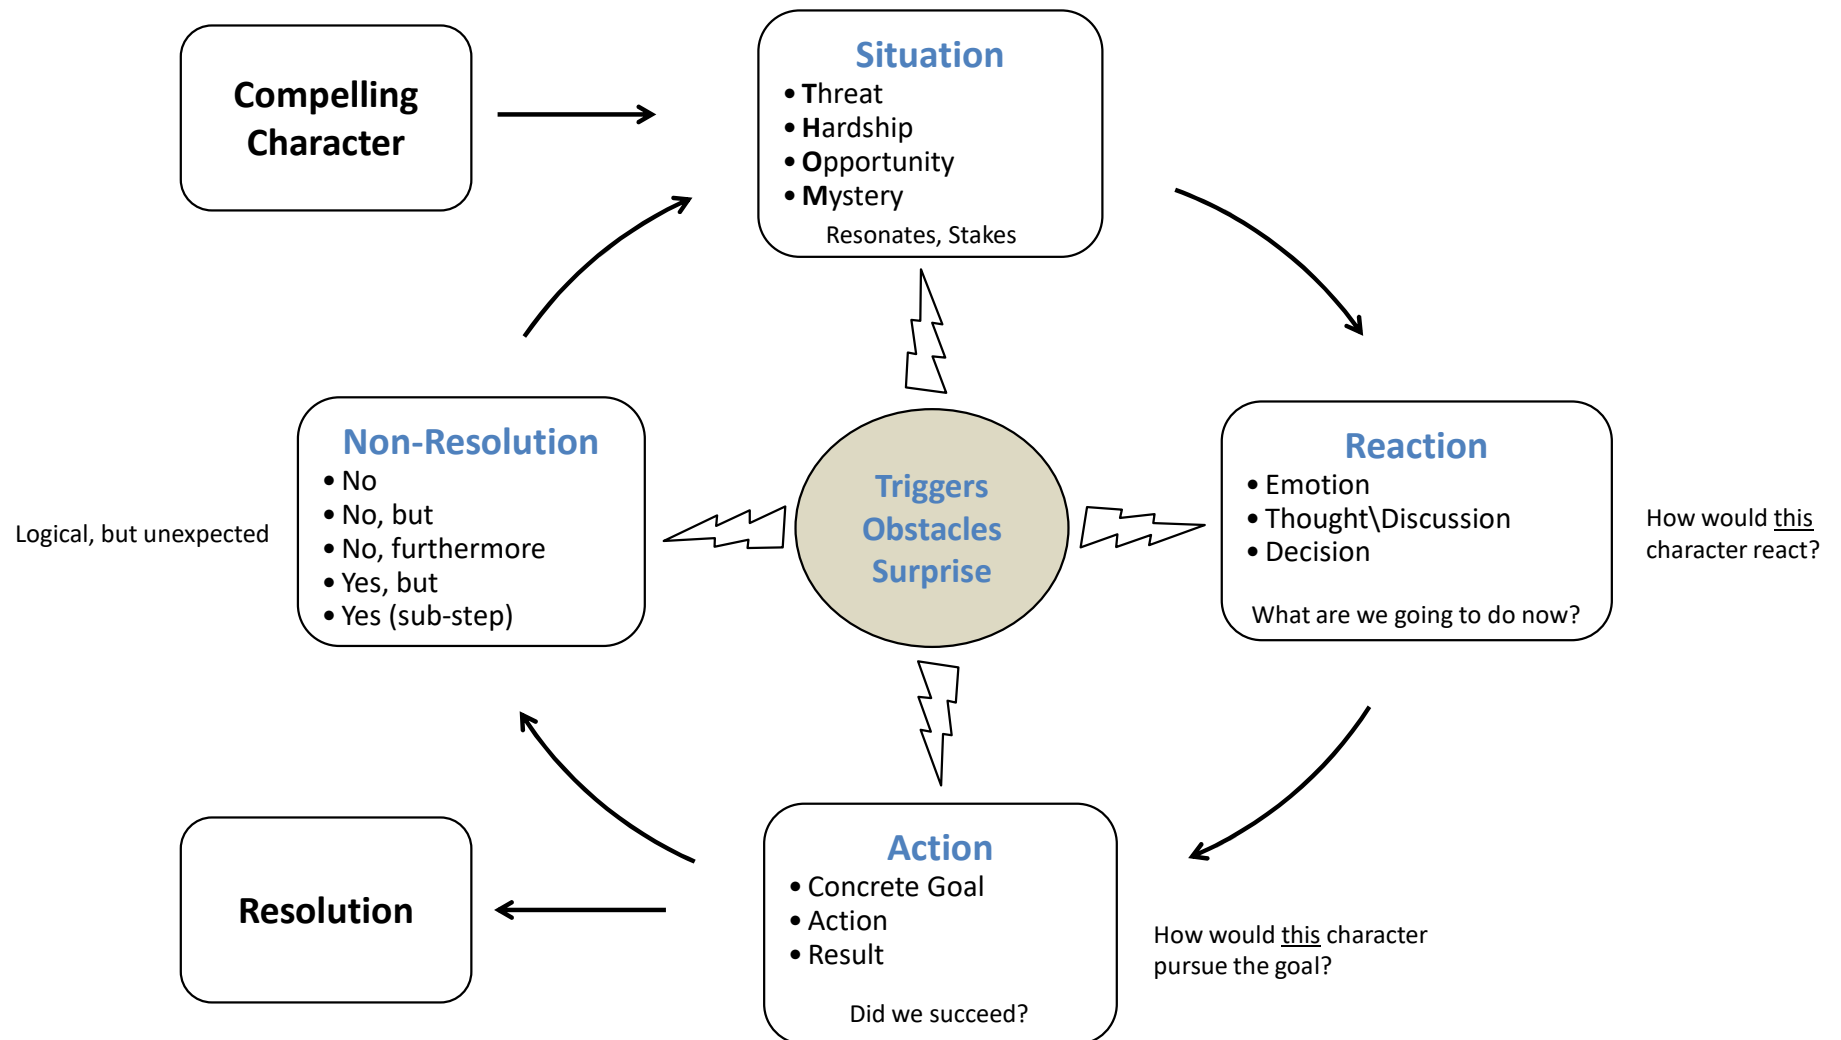 Compelling
Character
Situation
• Threat
• Hardship
• Opportunity
• Mystery
Resonates, Stakes
Non-Resolution
• No
• No, but
• No, furthermore
• Yes, but
• Yes (sub-step)
Logical, but unexpected
Triggers
Obstacles
Surprise
Reaction
• Emotion
• Thought\Discussion
• Decision
What are we going to do now?
How would this
character react?
Resolution
Action
• Concrete Goal
• Action
• Result
Did we succeed?
How would this character
pursue the goal?